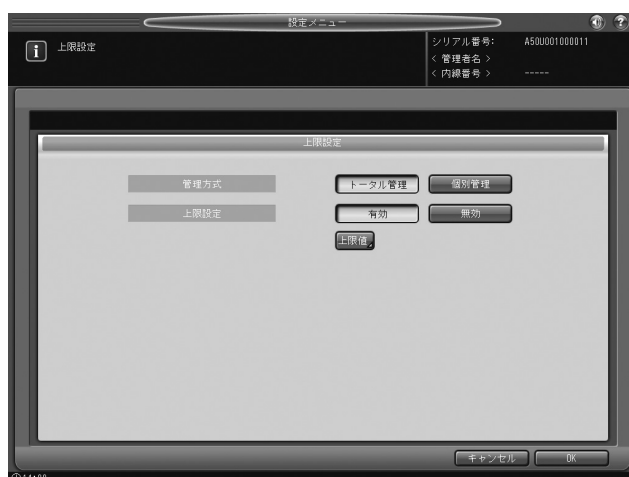 設定メニュー
上限設定
シリアル番号: A50U001000011
< 管理者名 >
< 内線番号 > -----
上限設定
管理方式 トータル管理 個別管理
上限設定 有効 無効
上限値
キャンセル OK